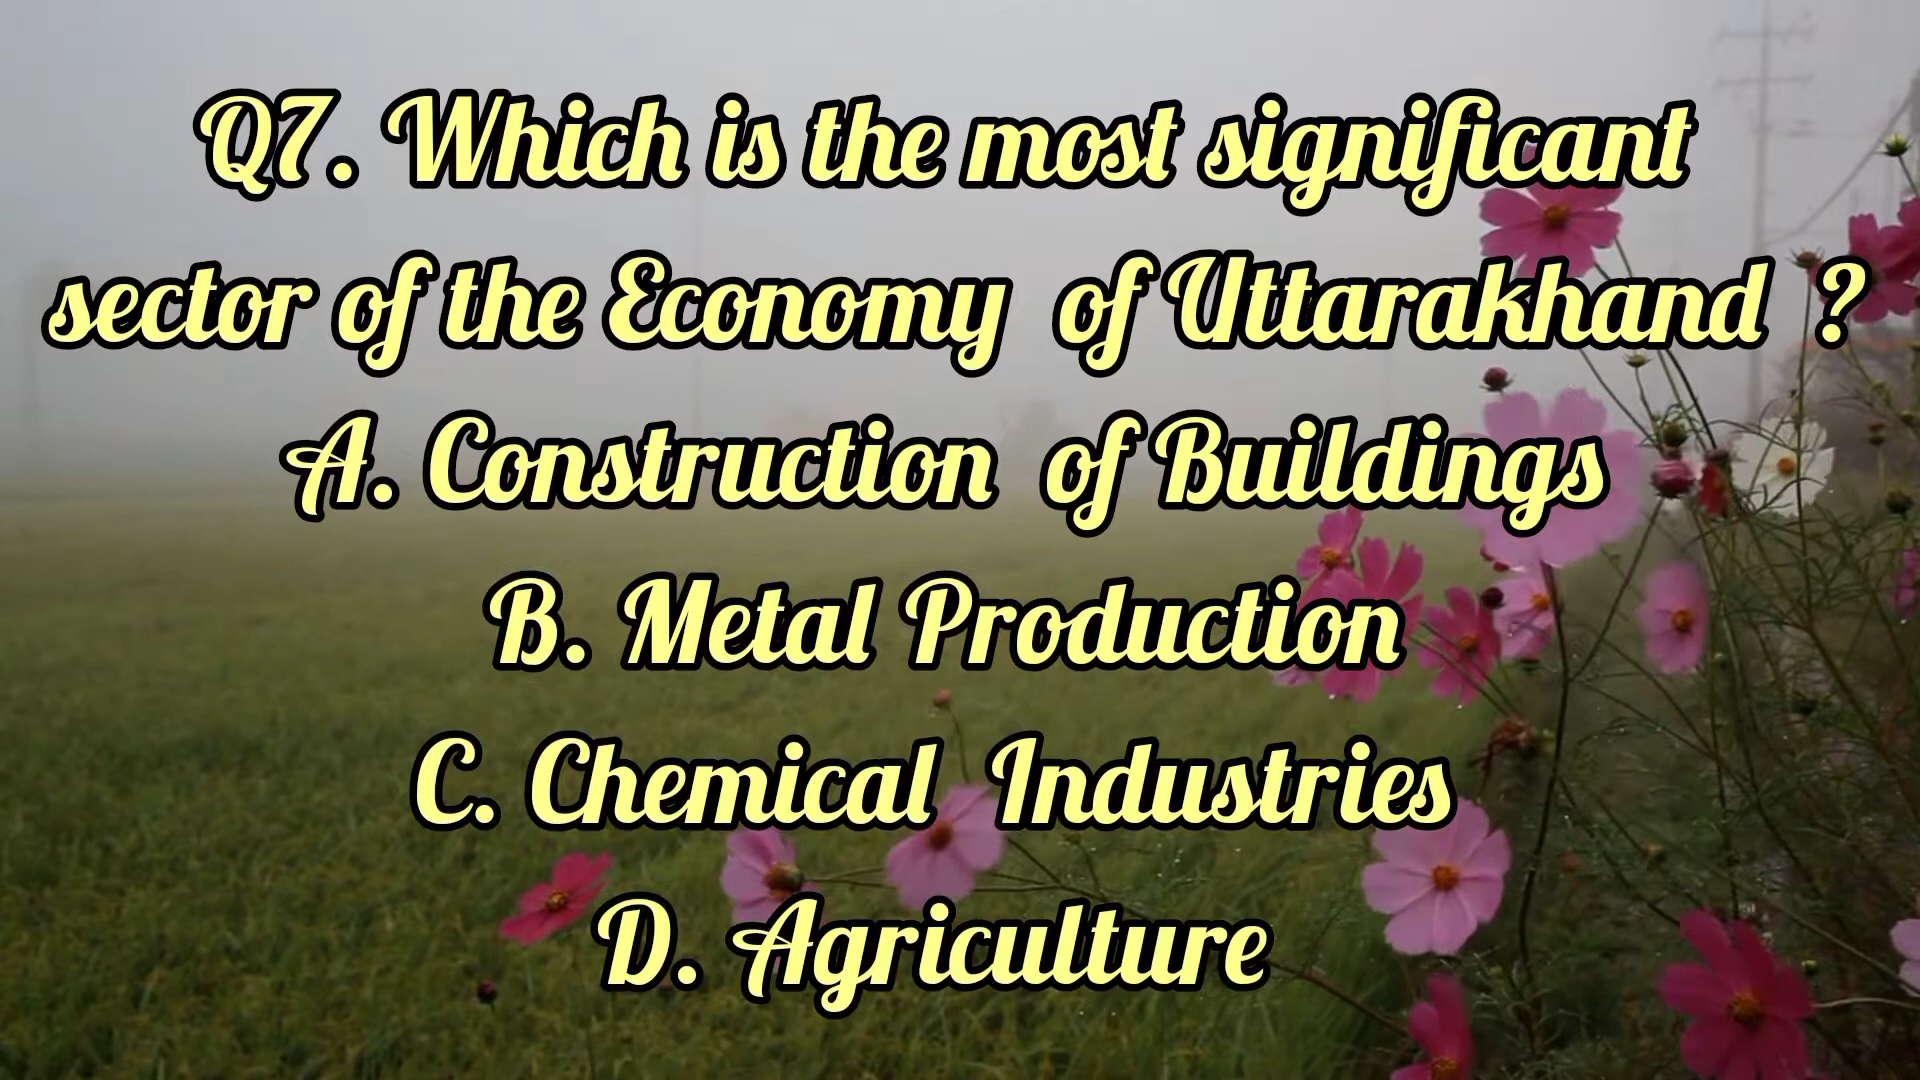 Q7. Which is the most significant
sector of the Economy of Uttarakhand ?
A. Construction of Buildings
B. Metal Production
C. Chemical Industries
D. Agriculture